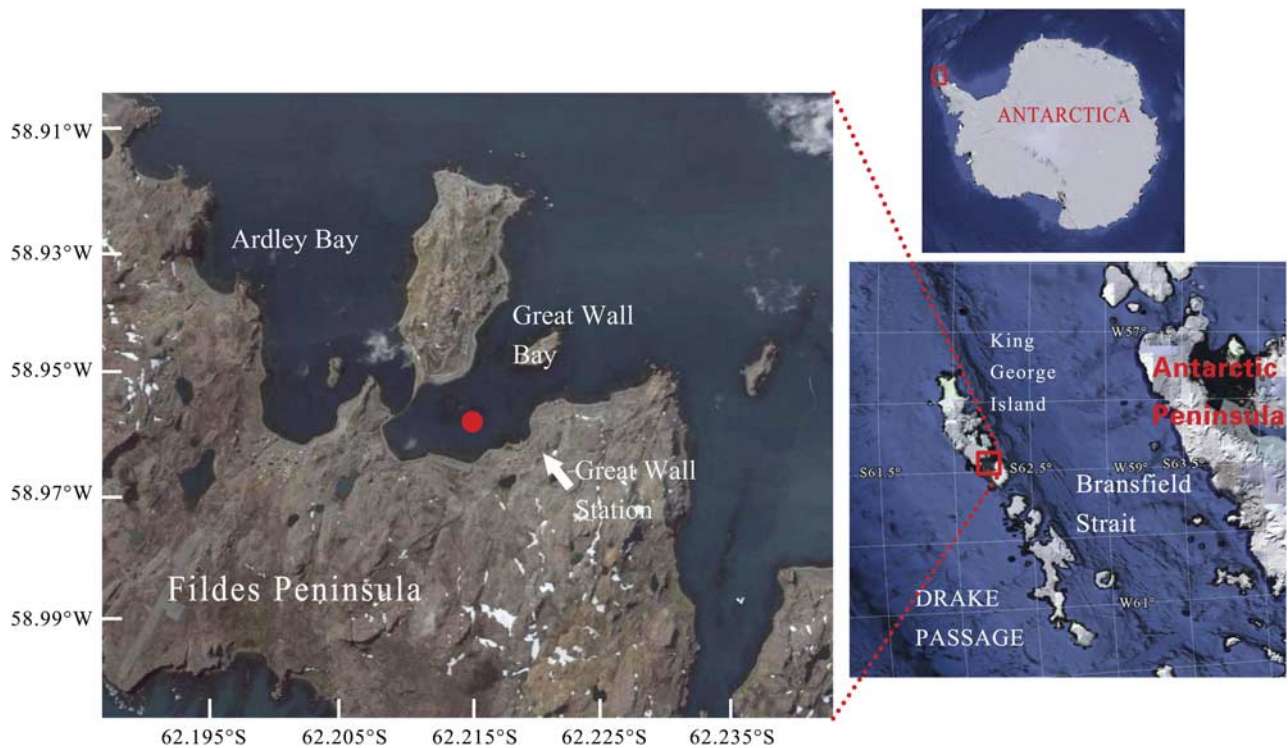 58.91°W
58.93°W
58.95°W
58.97°W
58.99°W
Ardley Bay
Great Wall
Bay
Great Wall
Station
Fildes Peninsula
62.195°S
62.205°S
62.215°S
62.225°S
62.235°S
ANTARCTICA
W57°
King
George
Island
Antarctic
Peninsula
S61.5°
S62.5°
W59°
S63.5°
Bransfield
Strait
W61°
DRAKE
PASSAGE